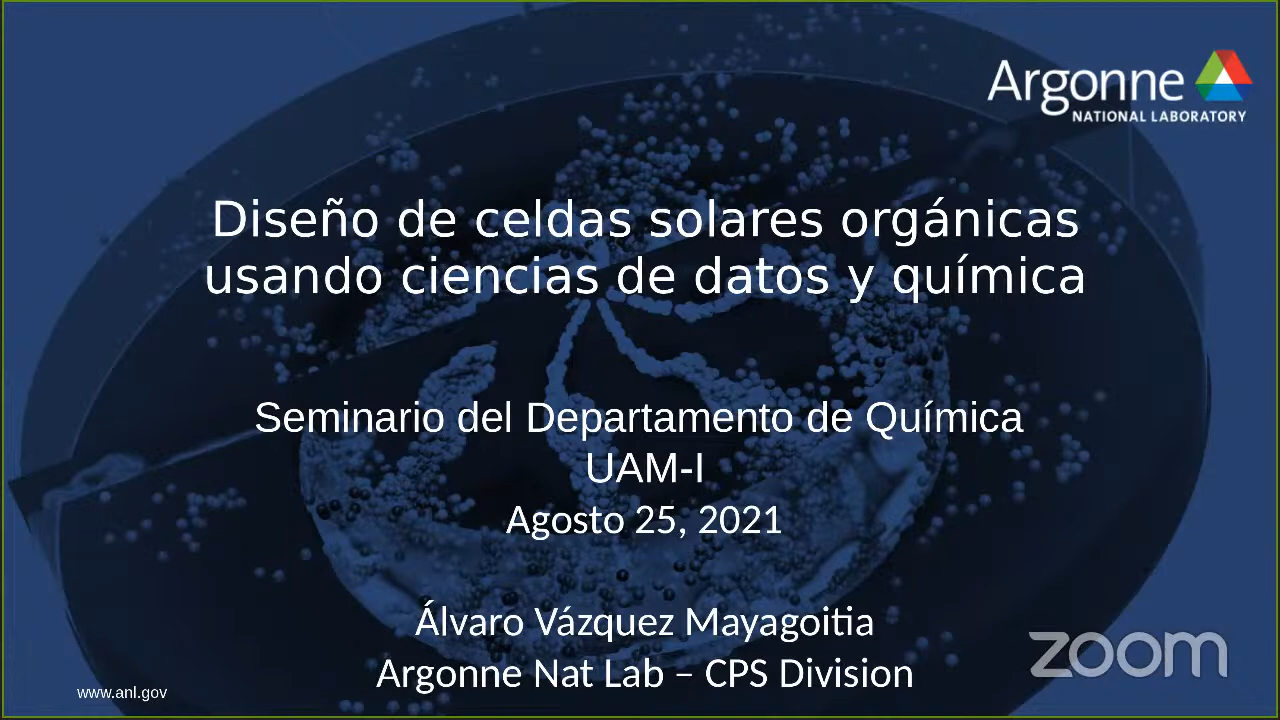 Argonne
NATIONAL LABORATORY
Diseño de celdas solares orgánicas
usando ciencias de datos y química
Seminario del Departamento de Química
UAM-I
Agosto 25, 2021
Álvaro Vázquez Mayagoitia
Argonne Nat Lab – CPS Division
www.anl.gov
zoom